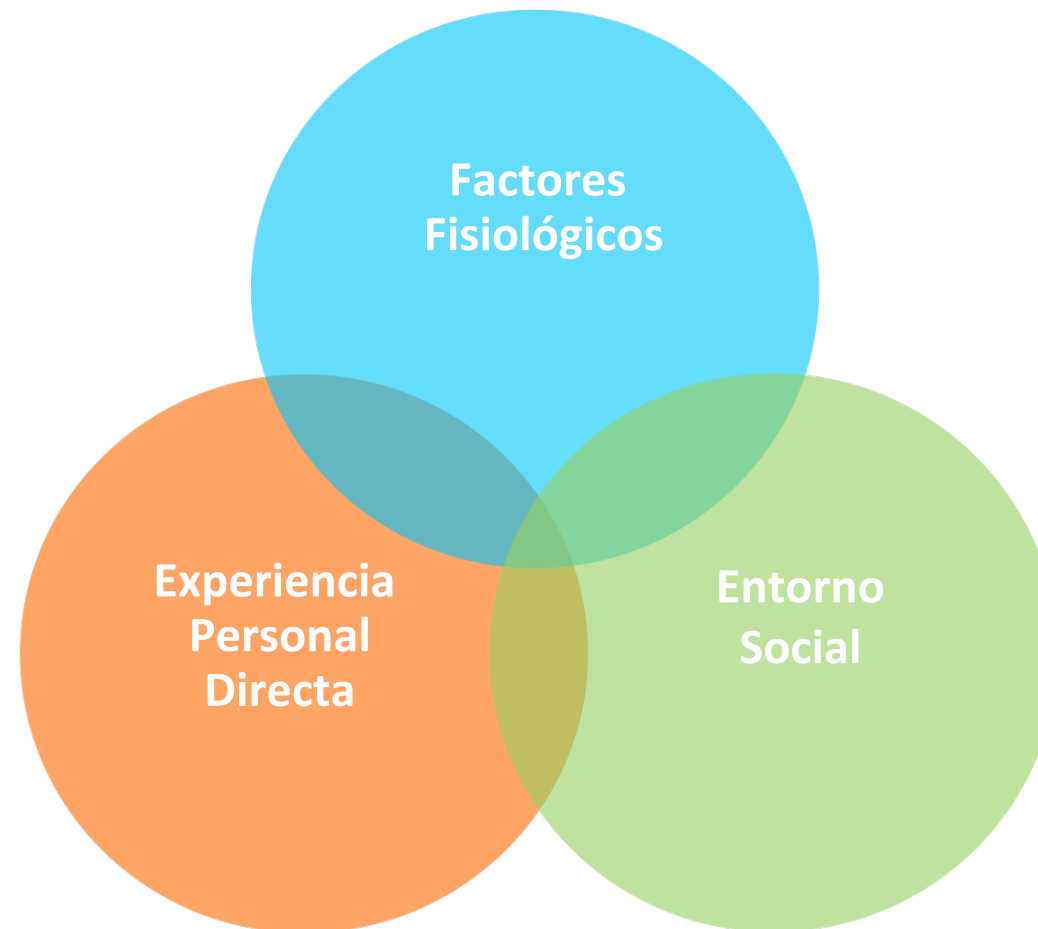 Factores
Fisiológicos
Experiencia
Personal
Directa
Entorno
Social